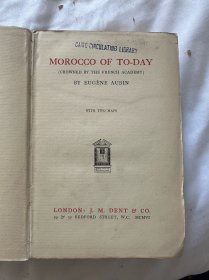 CAIRO CIRCULATING LIBRARY
MOROCCO OF TO-DAY
(CROWNED BY THE FRENCH ACADEMY)
BY EUGÈNE AUBIN
WITH TWO MAPS
LONDON: J. M. DENT & CO.
29 & 30 BEDFORD STREET, W.C. MCMVI